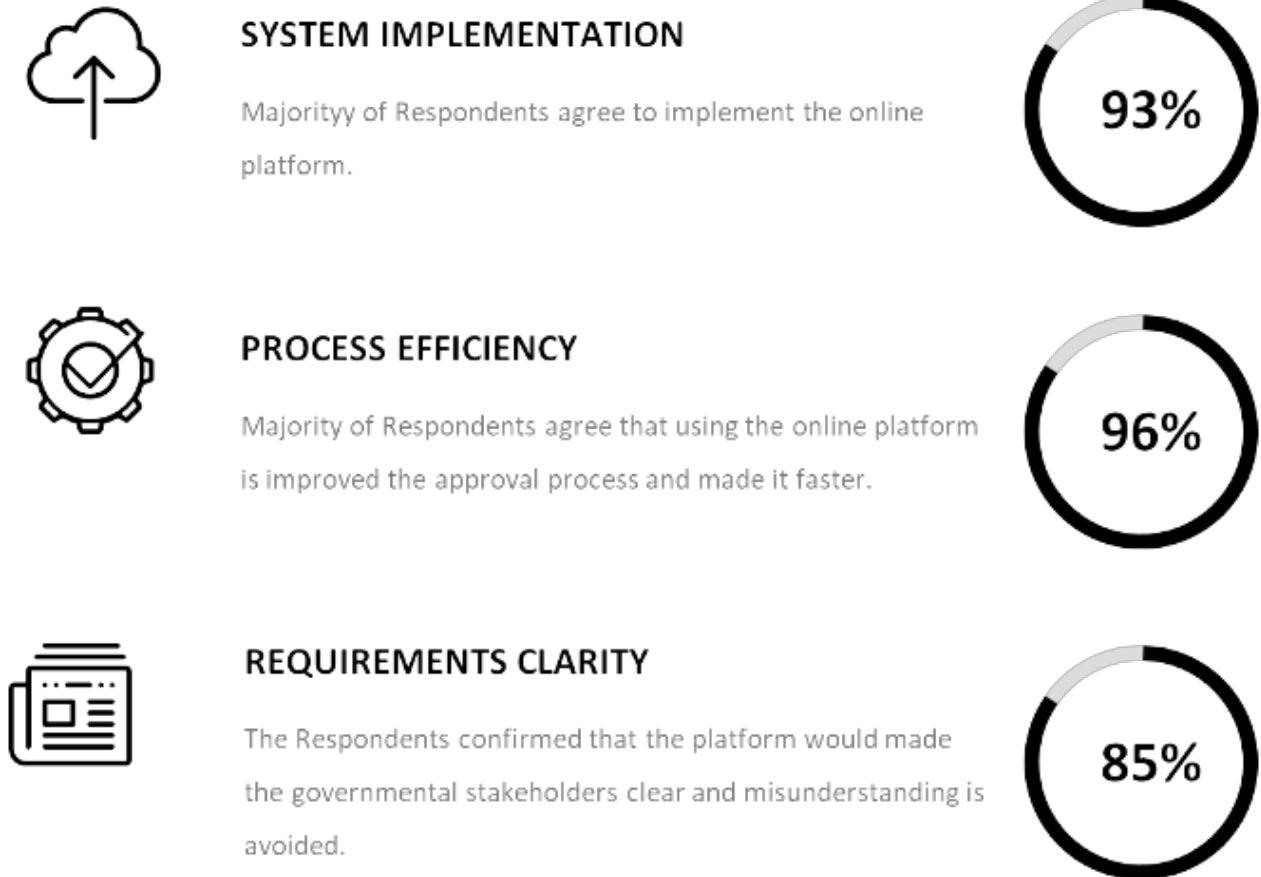 SYSTEM IMPLEMENTATION
Majorityy of Respondents agree to implement the online
platform.
93%
PROCESS EFFICIENCY
Majority of Respondents agree that using the online platform
is improved the approval process and made it faster.
96%
REQUIREMENTS CLARITY
The Respondents confirmed that the platform would made
the governmental stakeholders clear and misunderstanding is
avoided.
85%